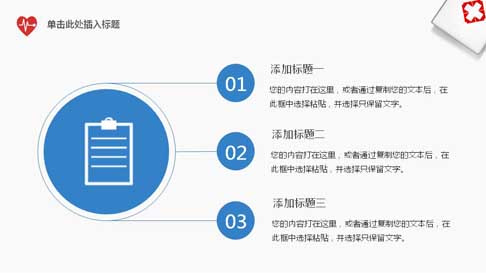 单击此处插入标题
01
添加标题一
您的内容打在这里，或者通过复制您的文本后，在
此框中选择粘贴，并选择只保留文字。
02
添加标题二
您的内容打在这里，或者通过复制您的文本后，在
此框中选择粘贴，并选择只保留文字。
03
添加标题三
您的内容打在这里，或者通过复制您的文本后，在
此框中选择粘贴，并选择只保留文字。